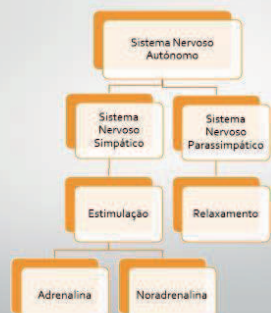 Sistema Nervoso
Autônomo
Sistema
Nervoso
Simpático
Sistema
Nervoso
Parassimpático
Estimulação
Relaxamento
Adrenalina
Noradrenalina